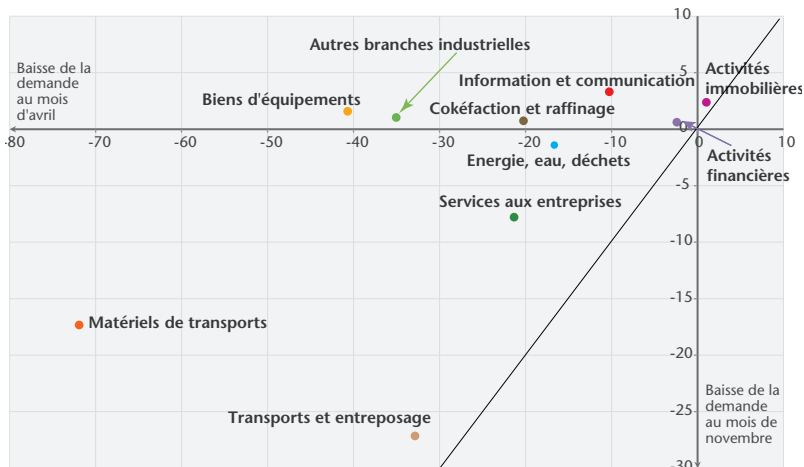 10
Autres branches industrielles
Baisse de la
demande
au mois
d'avril
5
Activités
immobilières
Information et communication
Biens d'équipements
Cokéfaction et raffinage
0
-80
-70
-60
-50
-40
-30
-20
-10
0
10
Energie, eau, déchets
Activités
financières
-5
Services aux entreprises
-10
-15
Matériels de transports
-20
Baisse de la
demande
au mois de
novembre
-25
Transports et entreposage
-30